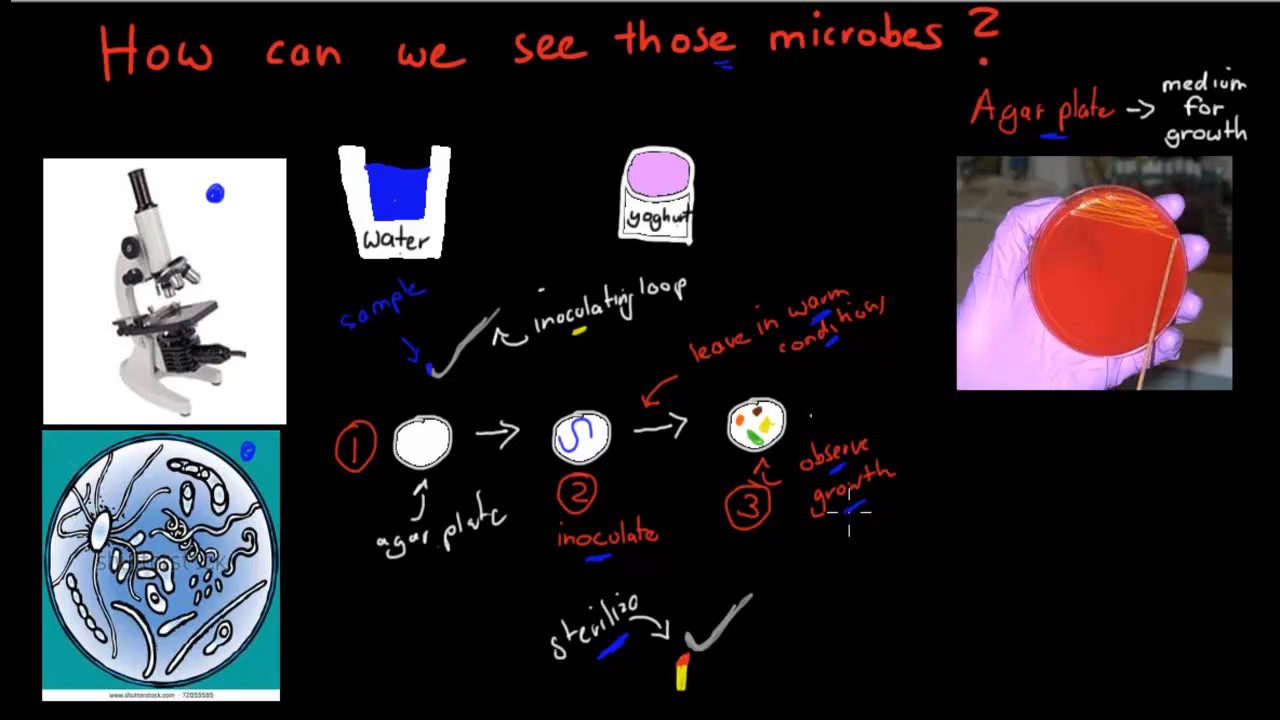 How can we see those microbes?
Agar plate → medium
for
growth
water
yoghurt
sample
inoculating loop
leave in warm
conditions
1
2
3
agar plate
inoculate
observe
growth
sterilize
shutterstock
www.shutterstock.com · 72055585